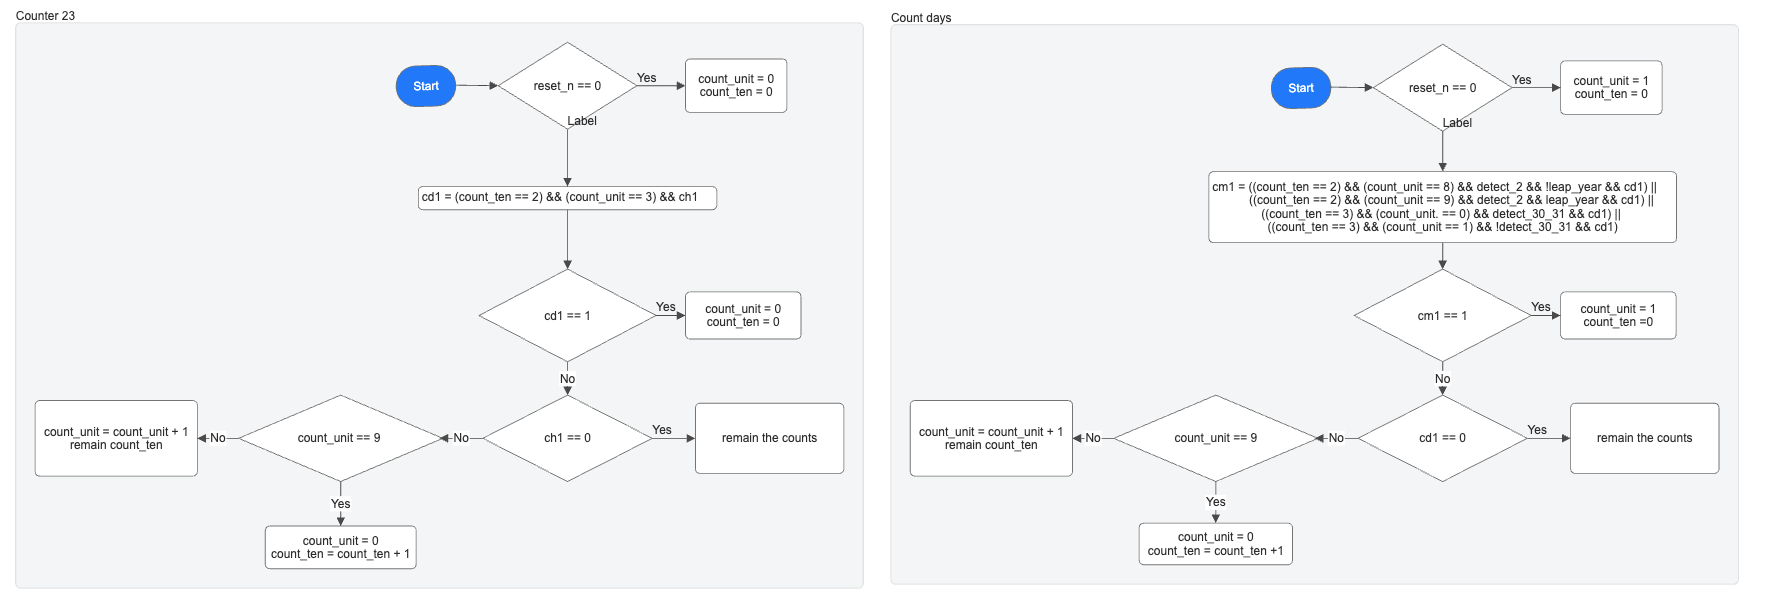 Counter 23
Start
reset_n == 0
Yes
count_unit = 0
count_ten = 0
Label
cd1 = (count_ten == 2) && (count_unit == 3) && ch1
cd1 == 1
Yes
count_unit = 0
count_ten = 0
No
ch1 == 0
Yes
remain the counts
No
count_unit == 9
No
count_unit = count_unit + 1
remain count_ten
Yes
count_unit = 0
count_ten = count_ten + 1
Count days
Start
reset_n == 0
Yes
count_unit = 1
count_ten = 0
Label
cm1 = ((count_ten == 2) && (count_unit == 8) && detect_2 && !leap_year && cd1) ||
((count_ten == 2) && (count_unit == 9) && detect_2 && leap_year && cd1) ||
((count_ten == 3) && (count_unit. == 0) && detect_30_31 && cd1) ||
((count_ten == 3) && (count_unit == 1) && !detect_30_31 && cd1)
cm1 == 1
Yes
count_unit = 1
count_ten =0
No
cd1 == 0
Yes
remain the counts
No
count_unit == 9
No
count_unit = count_unit + 1
remain count_ten
Yes
count_unit = 0
count_ten = count_ten +1